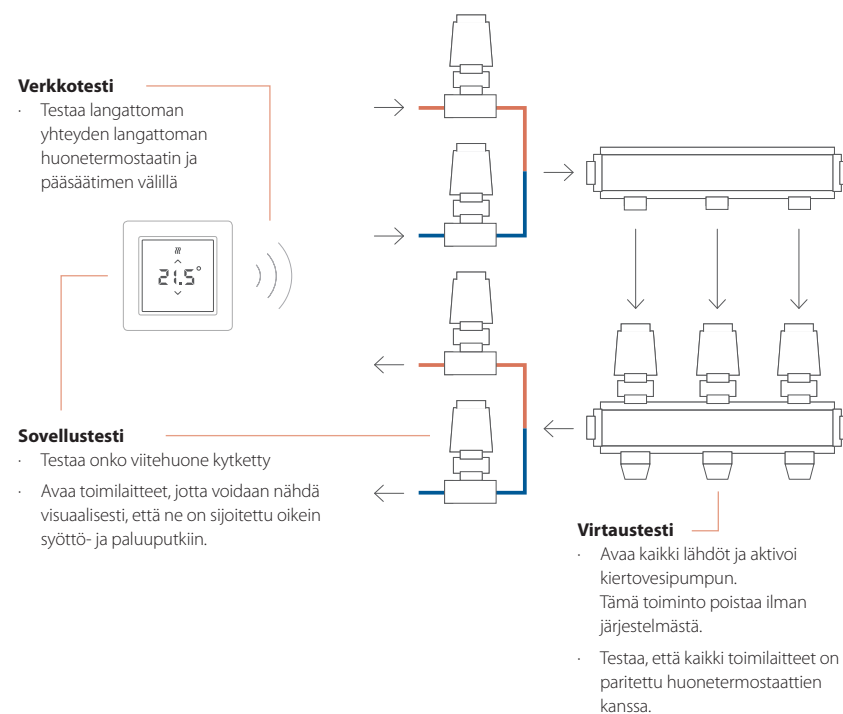 Verkkotesti
· Testaa langattoman
yhteyden langattoman
huonetermostaatin ja
pääsäätimen välillä
21.5°
Sovellustesti
· Testaa onko viitehuone kytketty
· Avaa toimilaitteet, jotta voidaan nähdä
visuaalisesti, että ne on sijoitettu oikein
syöttö- ja paluuputkiin.
Virtaustesti
· Avaa kaikki lähdöt ja aktivoi
kiertovesipumpun.
Tämä toiminto poistaa ilman
järjestelmästä.
· Testaa, että kaikki toimilaitteet on
paritettu huonetermostaattien
kanssa.